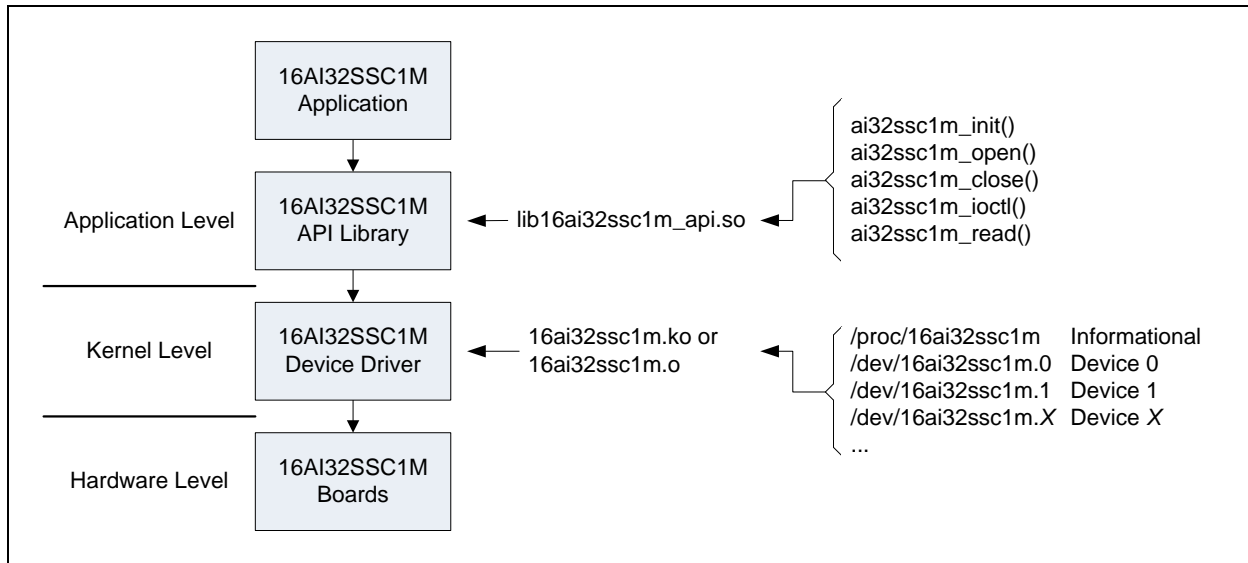 16AI32SSC1M
Application
Application Level
16AI32SSC1M
API Library
lib16ai32ssc1m_api.so
ai32ssc1m_init()
ai32ssc1m_open()
ai32ssc1m_close()
ai32ssc1m_ioctl()
ai32ssc1m_read()
Kernel Level
16AI32SSC1M
Device Driver
16ai32ssc1m.ko or
16ai32ssc1m.o
/proc/16ai32ssc1m Informational
/dev/16ai32ssc1m.0 Device 0
/dev/16ai32ssc1m.1 Device 1
/dev/16ai32ssc1m.X Device X
...
Hardware Level
16AI32SSC1M
Boards